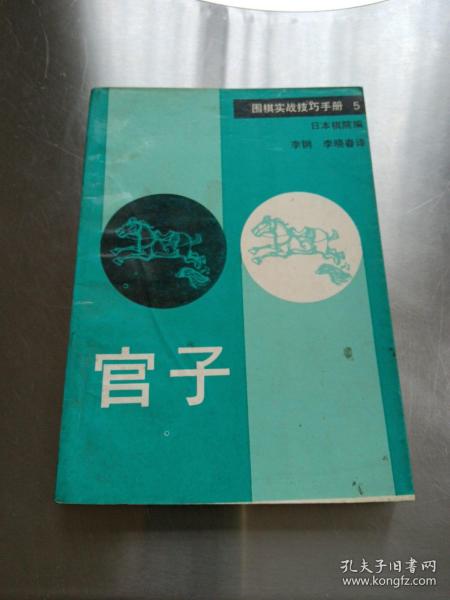 围棋实战技巧手册 5
日本棋院编
李钢 李晓春译
官子
孔夫子旧书网
www.kongfz.com